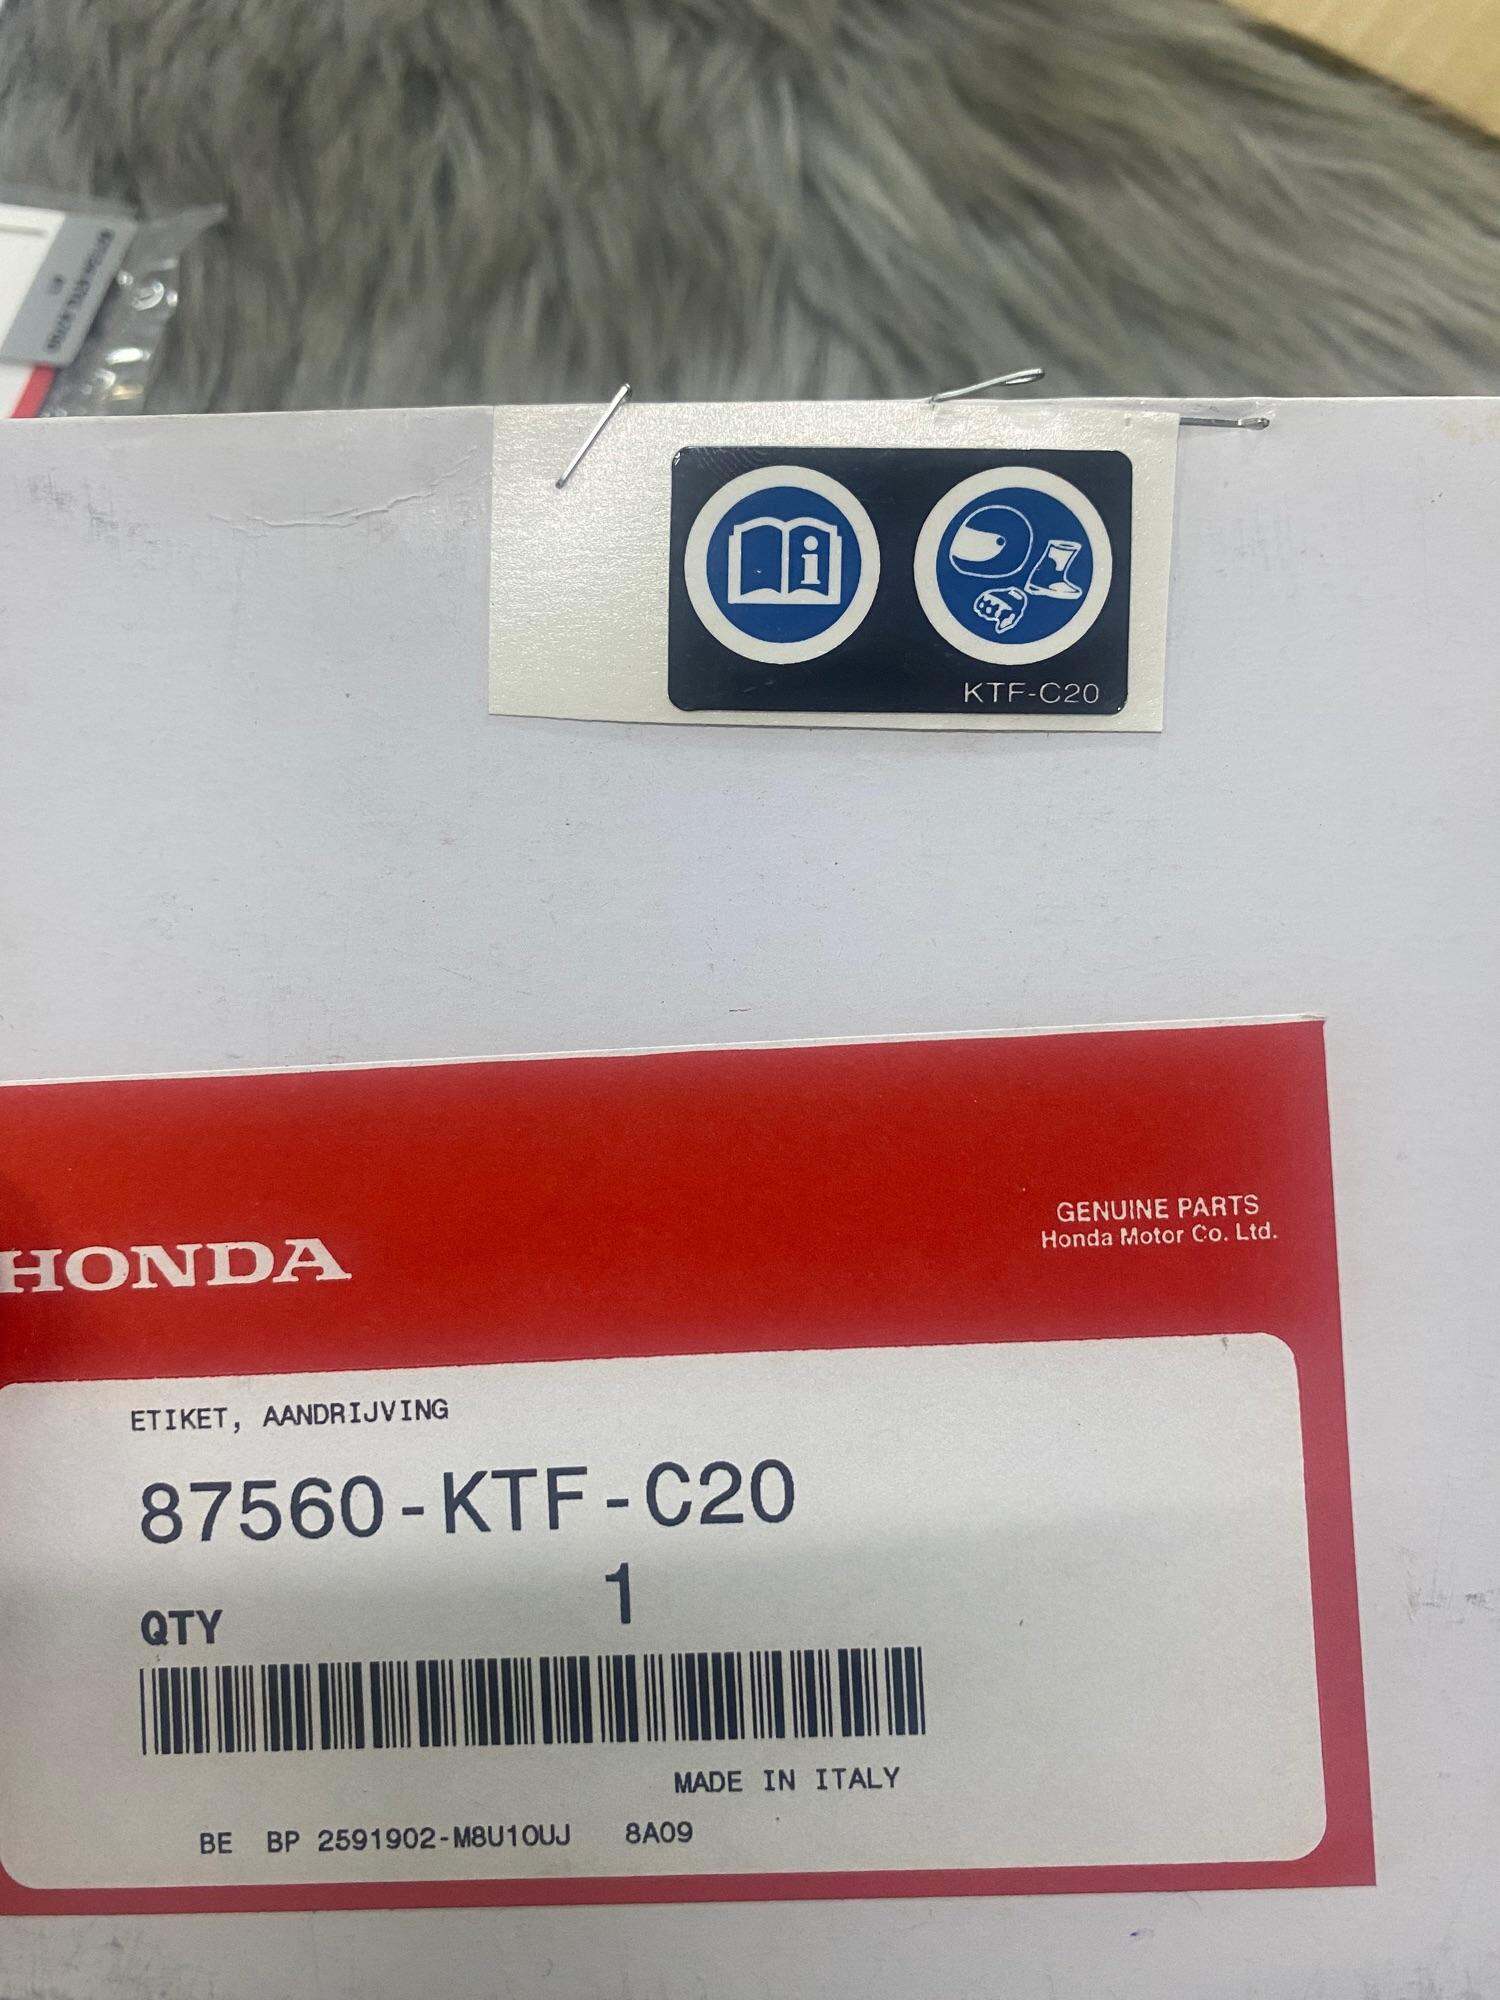 i
KTF-C20
GENUINE PARTS
Honda Motor Co. Ltd.
HONDA
ETIKET, AANDRIJVING
87560-KTF-C20
1
QTY
MADE IN ITALY
BE BP 2591902-M8U10UJ 8A09